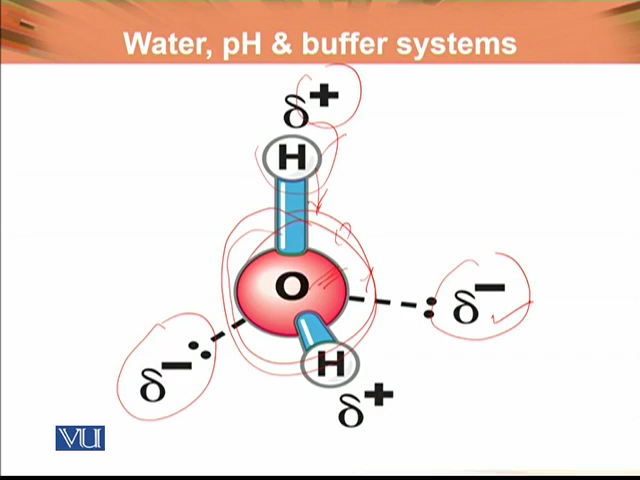 Water, pH & buffer systems
δ+
H
O
δ−
δ−
H
δ+
VU